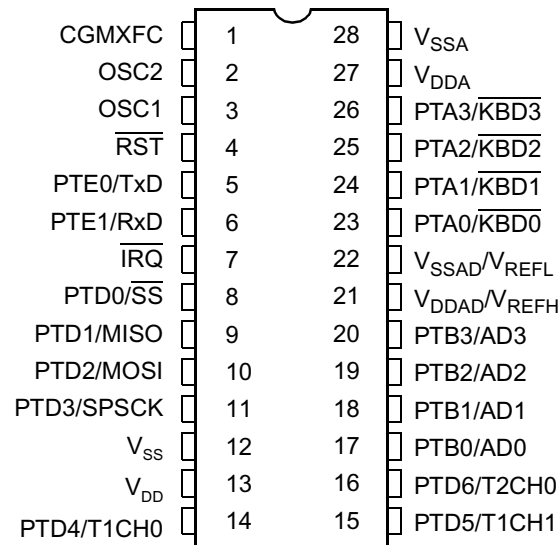 CGMXFC 1 28 VSSA
OSC2 2 27 VDDA
OSC1 3 26 PTA3/KBD3
RST 4 25 PTA2/KBD2
PTE0/TxD 5 24 PTA1/KBD1
PTE1/RxD 6 23 PTA0/KBD0
IRQ 7 22 VSSAD/VREFL
PTD0/SS 8 21 VDDAD/VREFH
PTD1/MISO 9 20 PTB3/AD3
PTD2/MOSI 10 19 PTB2/AD2
PTD3/SPSCK 11 18 PTB1/AD1
VSS 12 17 PTB0/AD0
VDD 13 16 PTD6/T2CH0
PTD4/T1CH0 14 15 PTD5/T1CH1